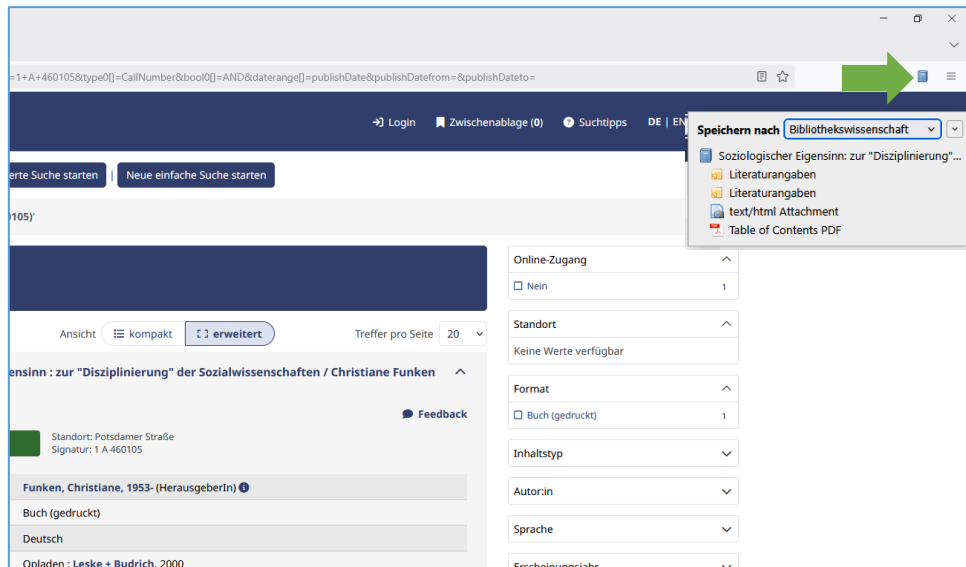 =1+A+460105&type0[]=CallNumber&bool0[]=AND&daterange[]=publishDate&publishDatefrom=&publishDateto=
Login Zwischenablage (0) Suchtipps DE | EN
Speichern nach Bibliothekswissenschaft
Soziologischer Eigensinn: zur "Disziplinierung"...
Literaturangaben
Literaturangaben
text/html Attachment
Table of Contents PDF
erte Suche starten | Neue einfache Suche starten
0105)'
Online-Zugang
Nein 1
Standort
Keine Werte verfügbar
Format
Buch (gedruckt) 1
Inhaltstyp
Autor:in
Sprache
Erscheinungsjahr
Ansicht kompakt erweitert Treffer pro Seite 20
ensinn : zur "Disziplinierung" der Sozialwissenschaften / Christiane Funken
Feedback
Standort: Potsdamer Straße
Signatur: 1 A 460105
Funken, Christiane, 1953- (HerausgeberIn)
Buch (gedruckt)
Deutsch
Opladen : Leske + Budrich, 2000